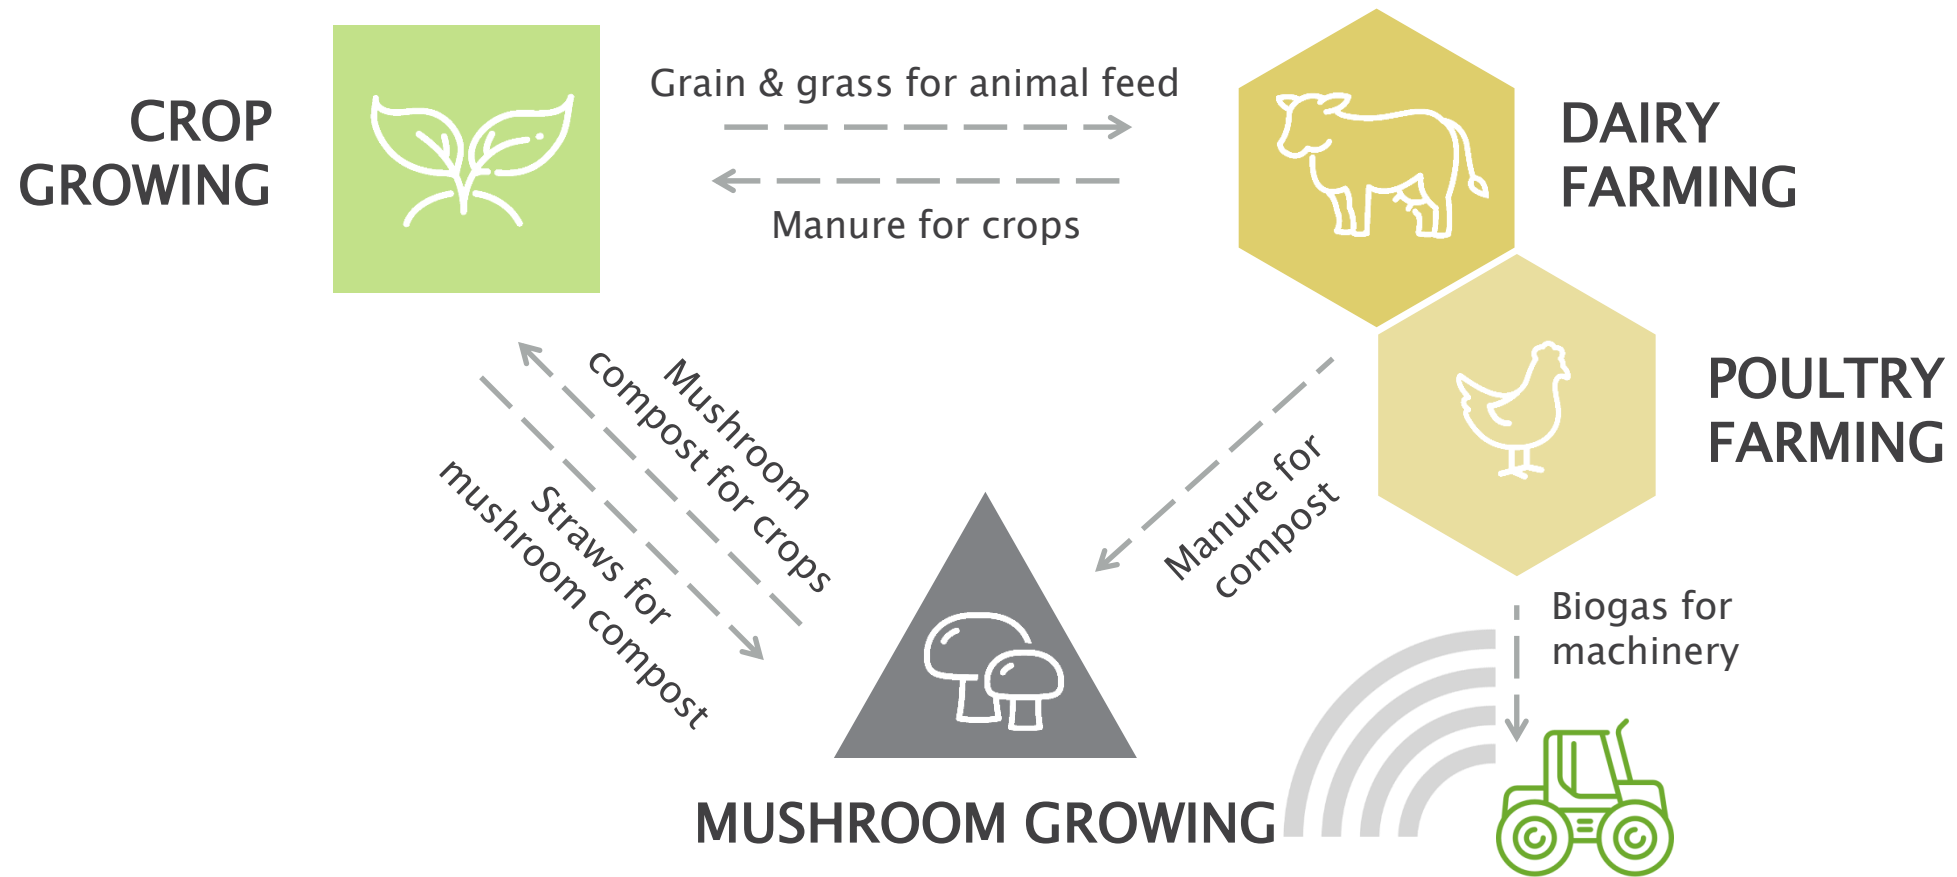 CROP
GROWING
Grain & grass for animal feed
Manure for crops
DAIRY
FARMING
POULTRY
FARMING
Mushroom
compost for crops
Straws for
mushroom compost
Manure for
compost
Biogas for
machinery
MUSHROOM GROWING